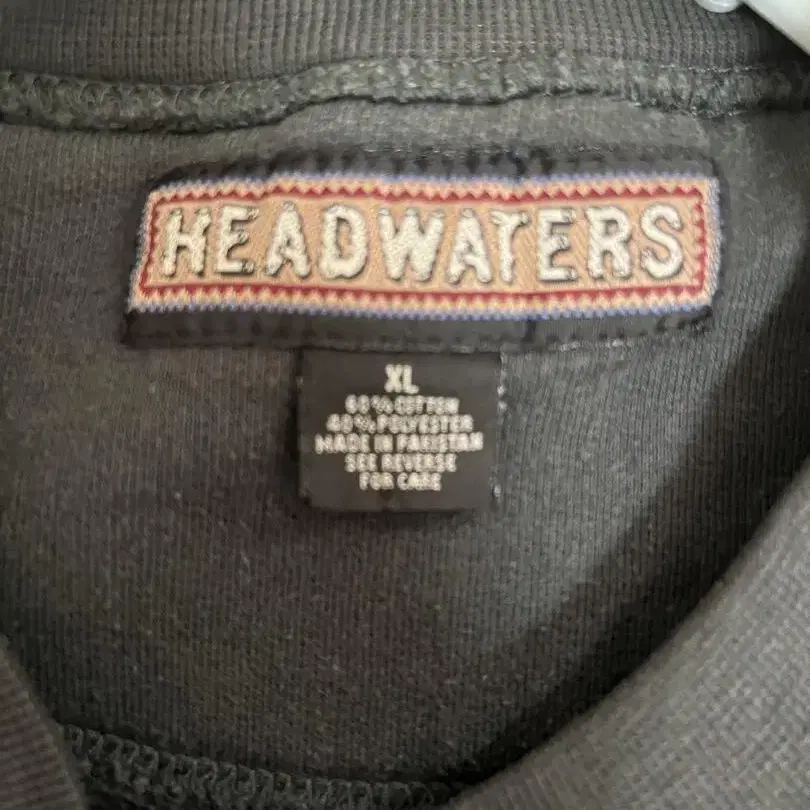 HEADWATERS
XL
60% COTTON
40% POLYESTER
MADE IN PAKISTAN
SEE REVERSE
FOR CARE